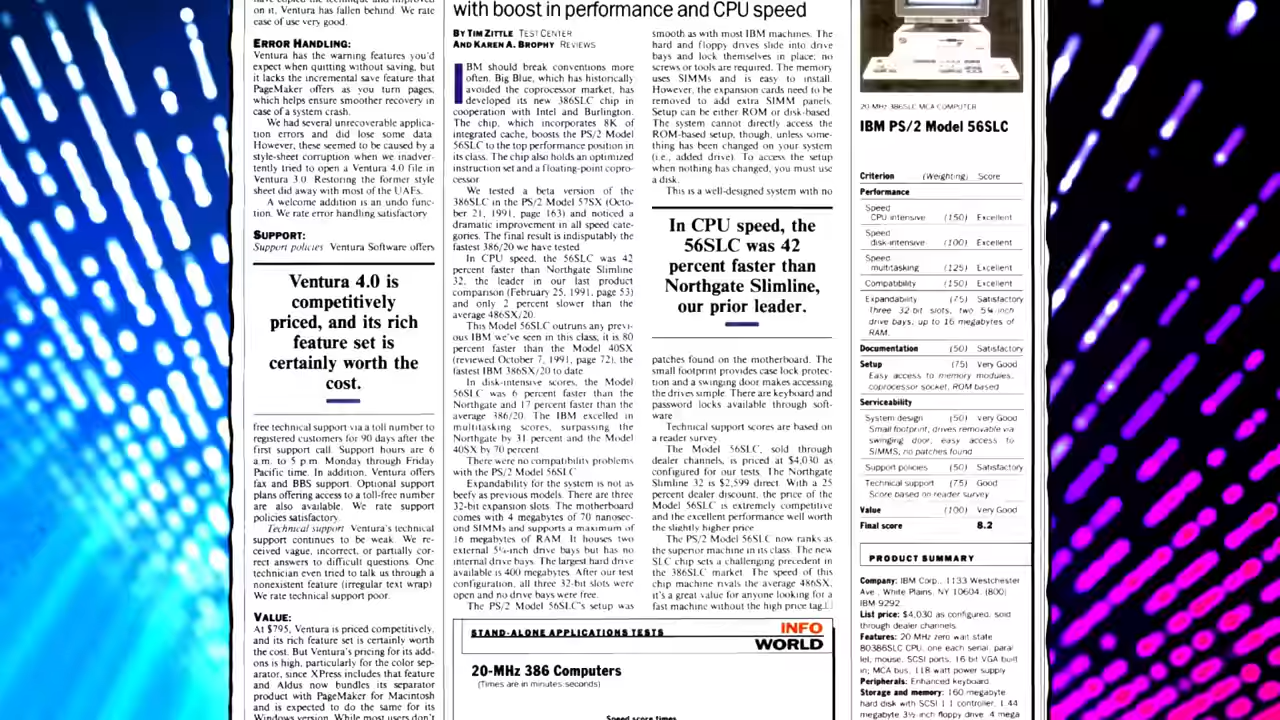 on it, Ventura has fallen behind. We rate
ease of use very good.
ERROR HANDLING:
Ventura has the warning features you'd
expect when quitting without saving, but
it lacks the incremental save feature that
PageMaker offers as you turn pages,
which helps ensure smoother recovery in
case of a system crash.
We had several unrecoverable applica-
tion errors and did lose some data
However, these seemed to be caused by a
style-sheet corruption when we inadver-
tently tried to open a Ventura 4.0 file in
Ventura 3.0. Restoring the former style
sheet did away with most of the UAEs.
A welcome addition is an undo func-
tion. We rate error handling satisfactory
SUPPORT:
Support policies Ventura Software offers
Ventura 4.0 is
competitively
priced, and its rich
feature set is
certainly worth the
cost.
free technical support via a toll number to
registered customers for 90 days after the
first support call. Support hours are 6
a.m. to 5 p.m. Monday through Friday
Pacific time. In addition, Ventura offers
fax and BBS support. Optional support
plans offering access to a toll-free number
are also available. We rate support
policies satisfactory.
Technical support Ventura's technical
support continues to be weak. We re-
ceived vague, incorrect, or partially cor-
rect answers to difficult questions. One
technician even tried to talk us through a
nonexistent feature (irregular text wrap)
We rate technical support poor.
VALUE:
At $795, Ventura is priced competitively,
and its rich feature set is certainly worth
the cost. But Ventura's pricing for its add-
ons is high, particularly for the color sep-
arator, since XPress includes that feature
and Aldus now bundles its separator
product with PageMaker for Macintosh
and is expected to do the same for its
Windows version. While most users don't
with boost in performance and CPU speed
BY TIM ZITTLE TEST CENTER
AND KAREN A. BROPHY REVIEWS
IBM should break conventions more
often. Big Blue, which has historically
avoided the coprocessor market, has
developed its new 386SLC chip in
cooperation with Intel and Burlington.
The chip, which incorporates 8K of
integrated cache, boosts the PS/2 Model
56SLC to the top performance position in
its class. The chip also holds an optimized
instruction set and a floating-point copro-
cessor
We tested a beta version of the
386SLC in the PS/2 Model 57SX (Octo-
ber 21, 1991, page 163) and noticed a
dramatic improvement in all speed cate-
gories. The final result is indisputably the
fastest 386/20 we have tested
In CPU speed, the 56SLC was 42
percent faster than Northgate Slimline
32, the leader in our last product
comparison (February 25, 1991, page 53)
and only 2 percent slower than the
average 486SX/20.
This Model 56SLC outruns any previ-
ous IBM we've seen in this class; it is 80
percent faster than the Model 40SX
(reviewed October 7, 1991, page 72), the
fastest IBM 386SX/20 to date
In disk-intensive scores, the Model
56SLC was 6 percent faster than the
Northgate and 17 percent faster than the
average 386/20. The IBM excelled in
multitasking scores, surpassing the
Northgate by 31 percent and the Model
40SX by 70 percent
There were no compatibility problems
with the PS/2 Model 56SLC
Expandability for the system is not as
beefy as previous models. There are three
32-bit expansion slots. The motherboard
comes with 4 megabytes of 70 nanosec-
ond SIMMs and supports a maximum of
16 megabytes of RAM. It houses two
external 5¼-inch drive bays but has no
internal drive bays. The largest hard drive
available is 400 megabytes. After our test
configuration, all three 32-bit slots were
open and no drive bays were free.
The PS/2 Model 56SLC's setup was
smooth as with most IBM machines. The
hard and floppy drives slide into drive
bays and lock themselves in place; no
screws or tools are required. The memory
uses SIMMs and is easy to install.
However, the expansion cards need to be
removed to add extra SIMM panels.
Setup can be either ROM or disk-based.
The system cannot directly access the
ROM-based setup, though, unless some-
thing has been changed on your system
(i.e., added drive). To access the setup
when nothing has changed, you must use
a disk.
This is a well-designed system with no
In CPU speed, the
56SLC was 42
percent faster than
Northgate Slimline,
our prior leader.
patches found on the motherboard. The
small footprint provides case lock protec-
tion and a swinging door makes accessing
the drives simple. There are keyboard and
password locks available through soft-
ware
Technical support scores are based on
a reader survey
The Model 56SLC, sold through
dealer channels, is priced at $4,030 as
configured for our tests. The Northgate
Slimline 32 is $2,599 direct. With a 25
percent dealer discount, the price of the
Model 56SLC is extremely competitive
and the excellent performance well worth
the slightly higher price.
The PS/2 Model 56SLC now ranks as
the superior machine in its class. The new
SLC chip sets a challenging precedent in
the 386SLC market. The speed of this
chip machine rivals the average 486SX,
it's a great value for anyone looking for a
fast machine without the high price tag.
STAND-ALONE APPLICATIONS TESTS
INFO
WORLD
20-MHz 386 Computers
(Times are in minutes:seconds)
Speed score times
20-MHz 386SLC MCA COMPUTER
IBM PS/2 Model 56SLC
Criterion (Weighting) Score
Performance
Speed
CPU intensive (150) Excellent
Speed
disk-intensive (100) Excellent
Speed
multitasking (125) Excellent
Compatibility (150) Excellent
Expandability (75) Satisfactory
Three 32-bit slots, two 5¼-inch
drive bays, up to 16 megabytes of
RAM.
Documentation (50) Satisfactory
Setup (75) Very Good
Easy access to memory modules,
coprocessor socket, ROM based
Serviceability
System design (50) Very Good
Small footprint, drives removable via
swinging door, easy access to
SIMMS, no patches found
Support policies (50) Satisfactory
Technical support (75) Good
Score based on reader survey
Value (100) Very Good
Final score 8.2
PRODUCT SUMMARY
Company: IBM Corp., 1133 Westchester
Ave., White Plains, NY 10604. (800)
IBM-9292.
List price: $4,030 as configured, sold
through dealer channels
Features: 20 MHz zero wait state
80386SLC CPU, one each serial, paral
lel, mouse, SCSI ports, 16-bit VGA built
in; MCA bus, 118 watt power supply
Peripherals: Enhanced keyboard
Storage and memory: 160 megabyte
hard disk with SCSI 1.1 controller, 1.44
megabyte 3½ inch floppy drive, 4 mega